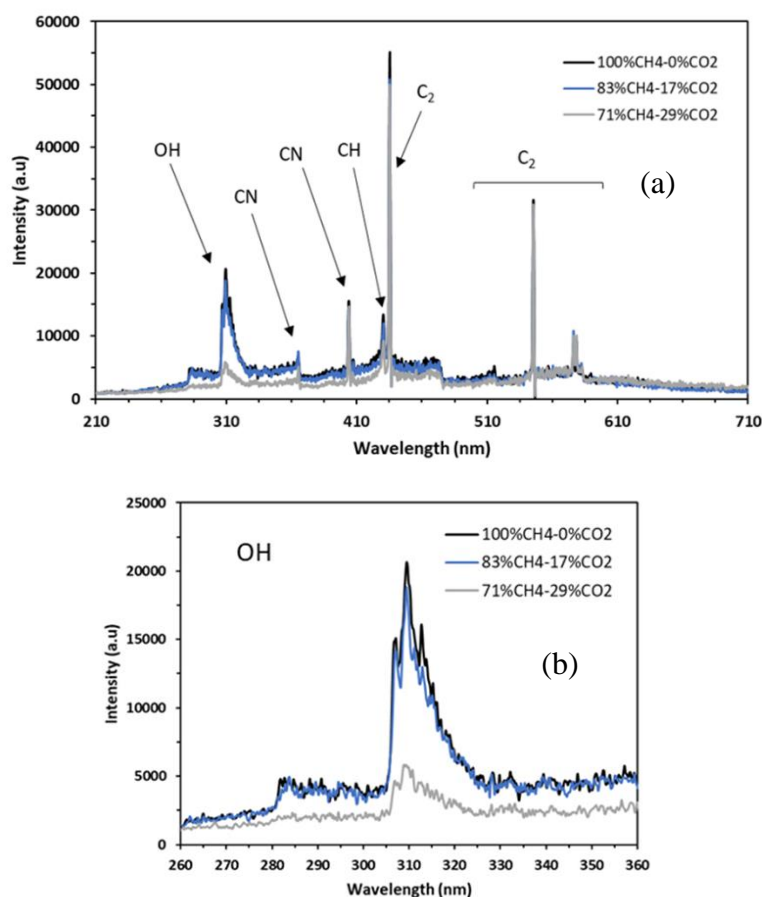 60000
50000
40000
30000
20000
10000
0
Intensity (a.u)
100%CH4-0%CO2
83%CH4-17%CO2
71%CH4-29%CO2
OH
CN
CN
CH
C₂
C₂
(a)
210
310
410
510
610
710
Wavelength (nm)
25000
20000
15000
10000
5000
0
Intensity (a.u)
OH
100%CH4-0%CO2
83%CH4-17%CO2
71%CH4-29%CO2
(b)
260
270
280
290
300
310
320
330
340
350
360
Wavelength (nm)